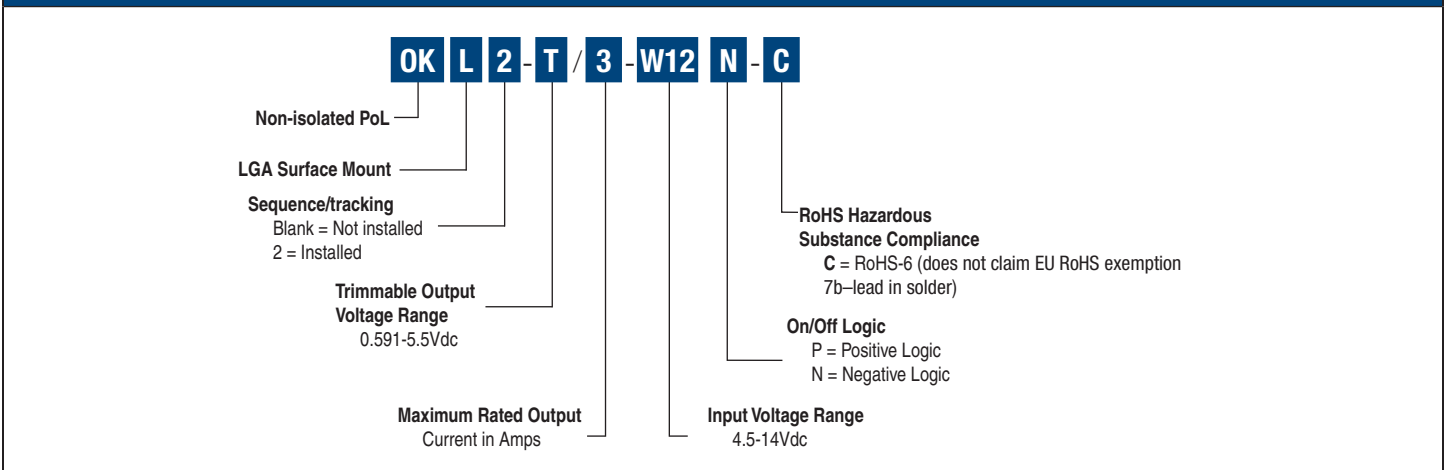 OK L 2 - T / 3 - W12 N - C
Non-isolated PoL
LGA Surface Mount
Sequence/tracking
Blank = Not installed
2 = Installed
Trimmable Output
Voltage Range
0.591-5.5Vdc
Maximum Rated Output
Current in Amps
RoHS Hazardous
Substance Compliance
C = RoHS-6 (does not claim EU RoHS exemption
7b–lead in solder)
On/Off Logic
P = Positive Logic
N = Negative Logic
Input Voltage Range
4.5-14Vdc